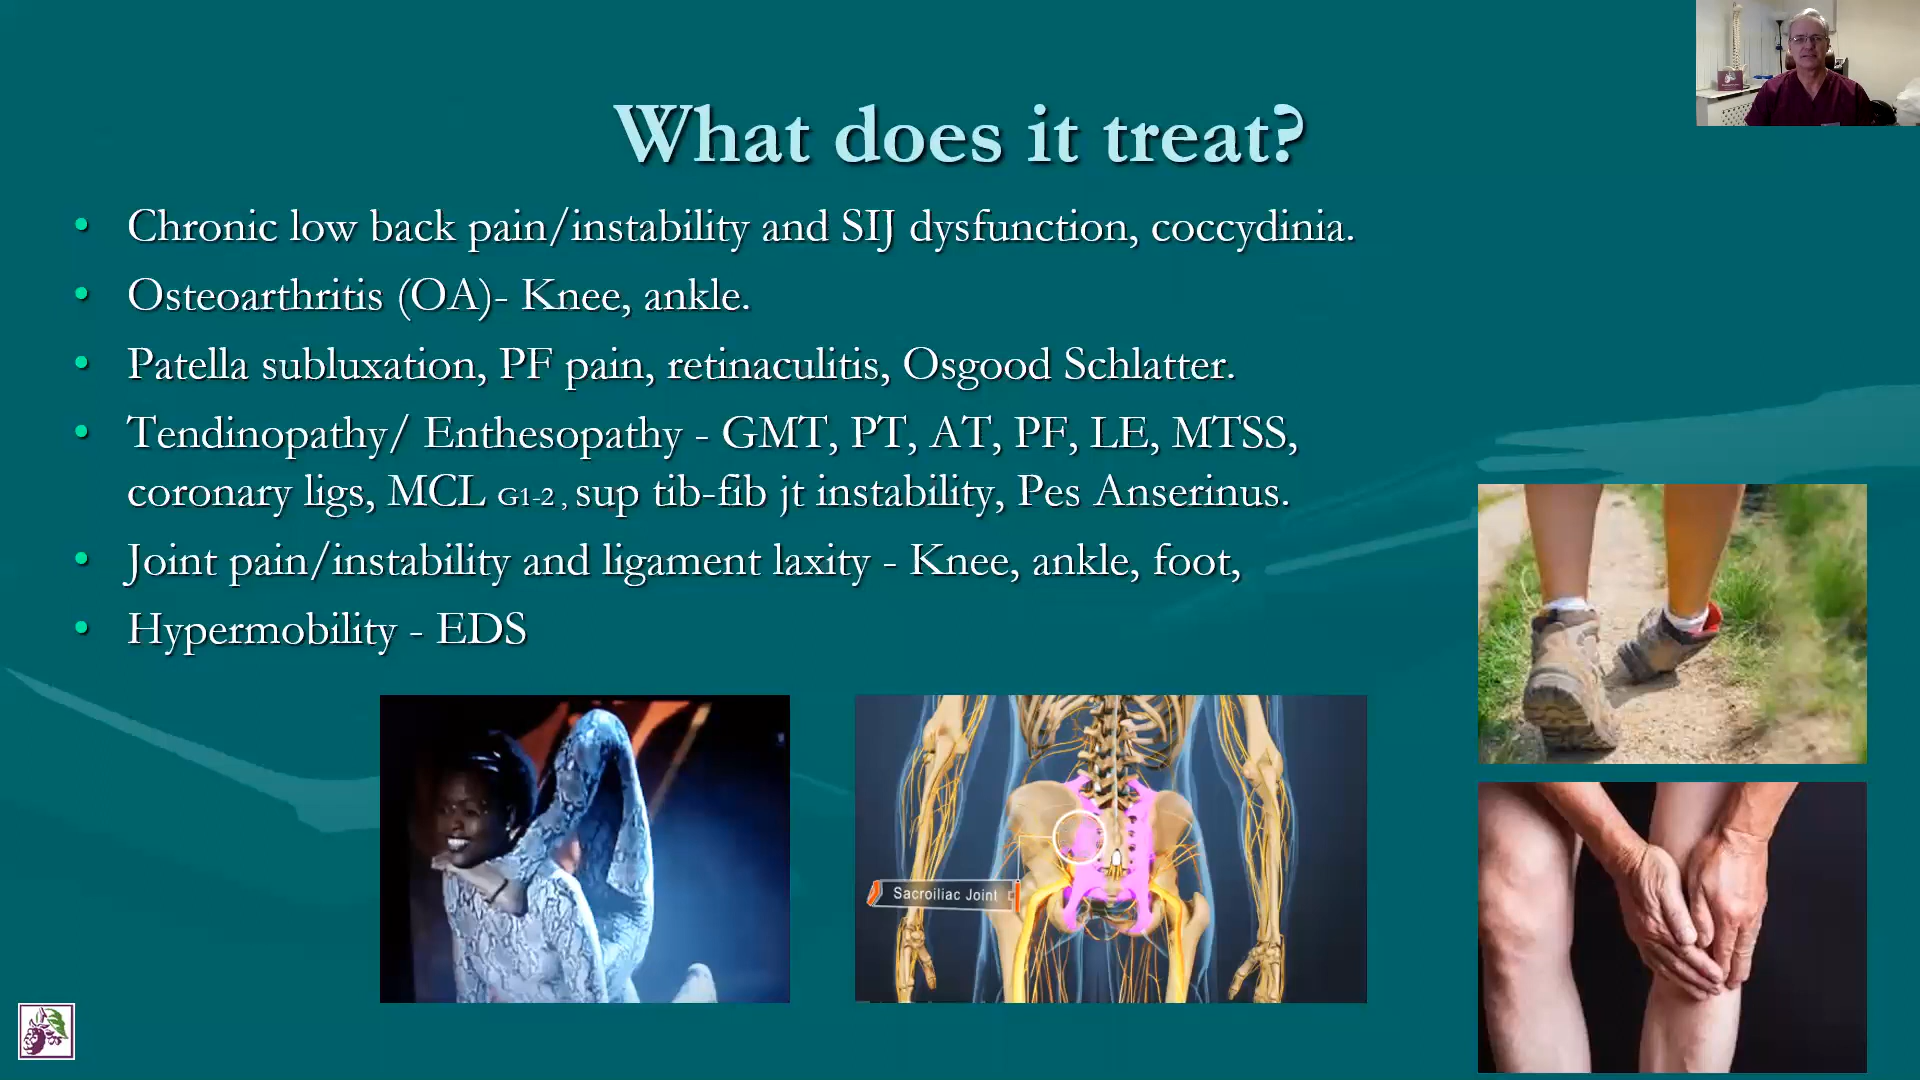 What does it treat?
• Chronic low back pain/instability and SIJ dysfunction, coccydinia.
• Osteoarthritis (OA)- Knee, ankle.
• Patella subluxation, PF pain, retinaculitis, Osgood Schlatter.
• Tendinopathy/ Enthesopathy - GMT, PT, AT, PF, LE, MTSS,
coronary ligs, MCL G1-2 , sup tib-fib jt instability, Pes Anserinus.
• Joint pain/instability and ligament laxity - Knee, ankle, foot,
• Hypermobility - EDS
Sacroiliac Joint